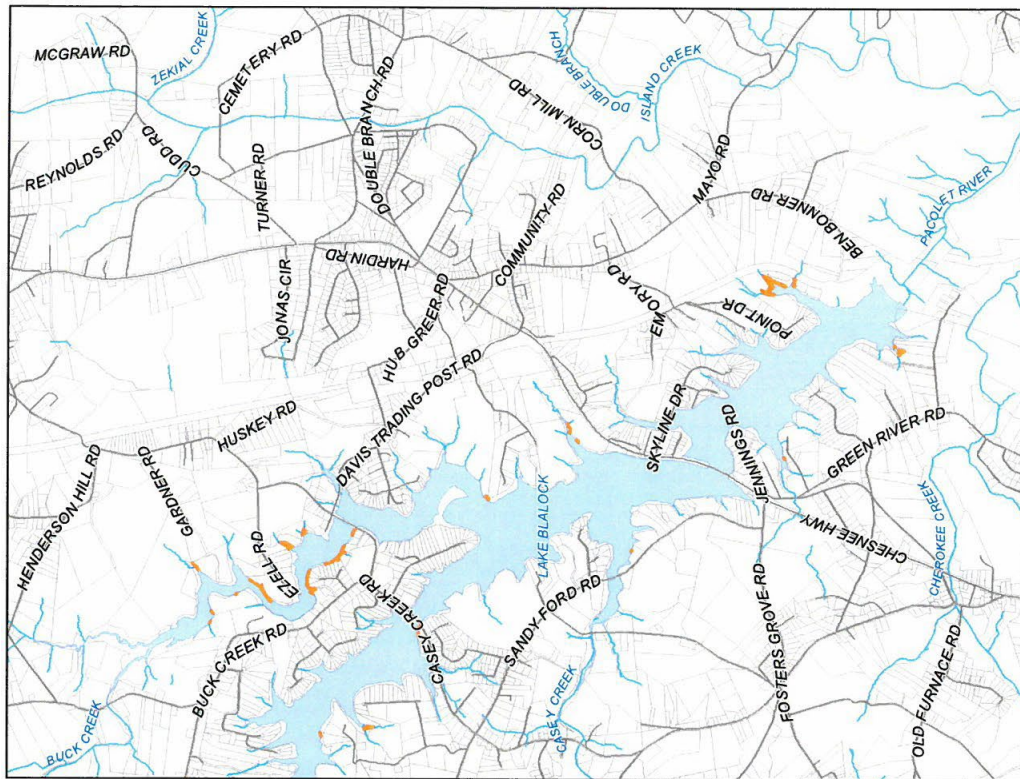 MCGRAW RD
ZEKIAL CREEK
CEMETERY RD
DOUBLE BRANCH RD
DOUBLE BRANCH
ISLAND CREEK
CORN MILL RD
REYNOLDS RD
CUDD RD
TURNER RD
MAYO RD
BEN BONNER RD
PACOLET RIVER
HARDIN RD
COMMUNITY RD
JONAS CIR
HUB GREER RD
EMORY RD
POINT DR
DAVIS TRADING POST RD
HUSKEY RD
SKYLINE DR
JENNINGS RD
GREEN RIVER RD
HENDERSON HILL RD
GARDNER RD
EZELL RD
LAKE BLALOCK
CHESNEE HWY
CHEROKEE CREEK
CASEY CREEK RD
SANDY FORD RD
BUCK CREEK RD
FOSTERS GROVE RD
OLD FURNACE RD
BUCK CREEK
CASEY CREEK